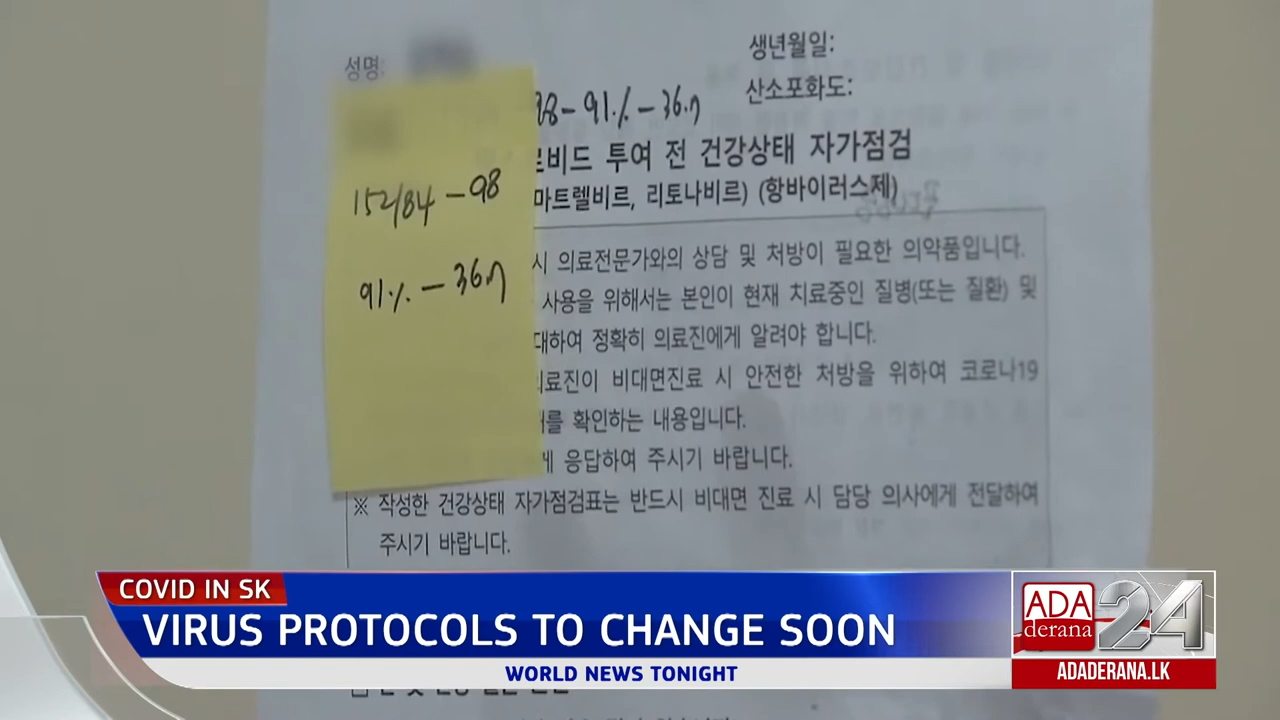 생년월일:
성명:
산소포화도:
98-91%-36.7
비드 투여 전 건강상태 자가점검
마트렐비르, 리토나비르) (항바이러스제)
152/84-98
91%-36.7
시 의료전문가와의 상담 및 처방이 필요한 의약품입니다.
사용을 위해서는 본인이 현재 치료중인 질병(또는 질환) 및
대하여 정확히 의료진에게 알려야 합니다.
의료진이 비대면진료 시 안전한 처방을 위하여 코로나19
를 확인하는 내용입니다.
응답하여 주시기 바랍니다.
※ 작성한 건강상태 자가점검표는 반드시 비대면 진료 시 담당 의사에게 전달하여
주시기 바랍니다.
COVID IN SK
VIRUS PROTOCOLS TO CHANGE SOON
WORLD NEWS TONIGHT
ADA
derana
24
ADADERANA.LK